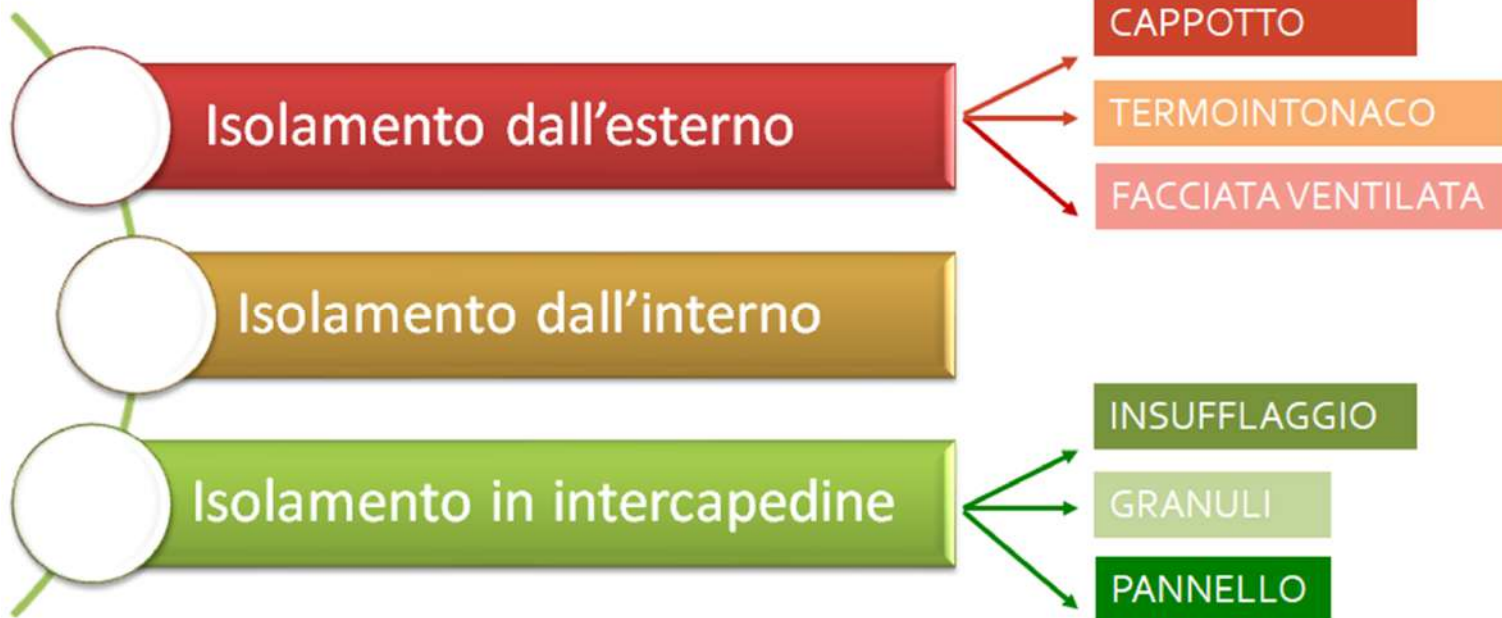 Isolamento dall'esterno
CAPPOTTO
TERMOINTONACO
FACCIATA VENTILATA
Isolamento dall'interno
Isolamento in intercapedine
INSUFFLAGGIO
GRANULI
PANNELLO